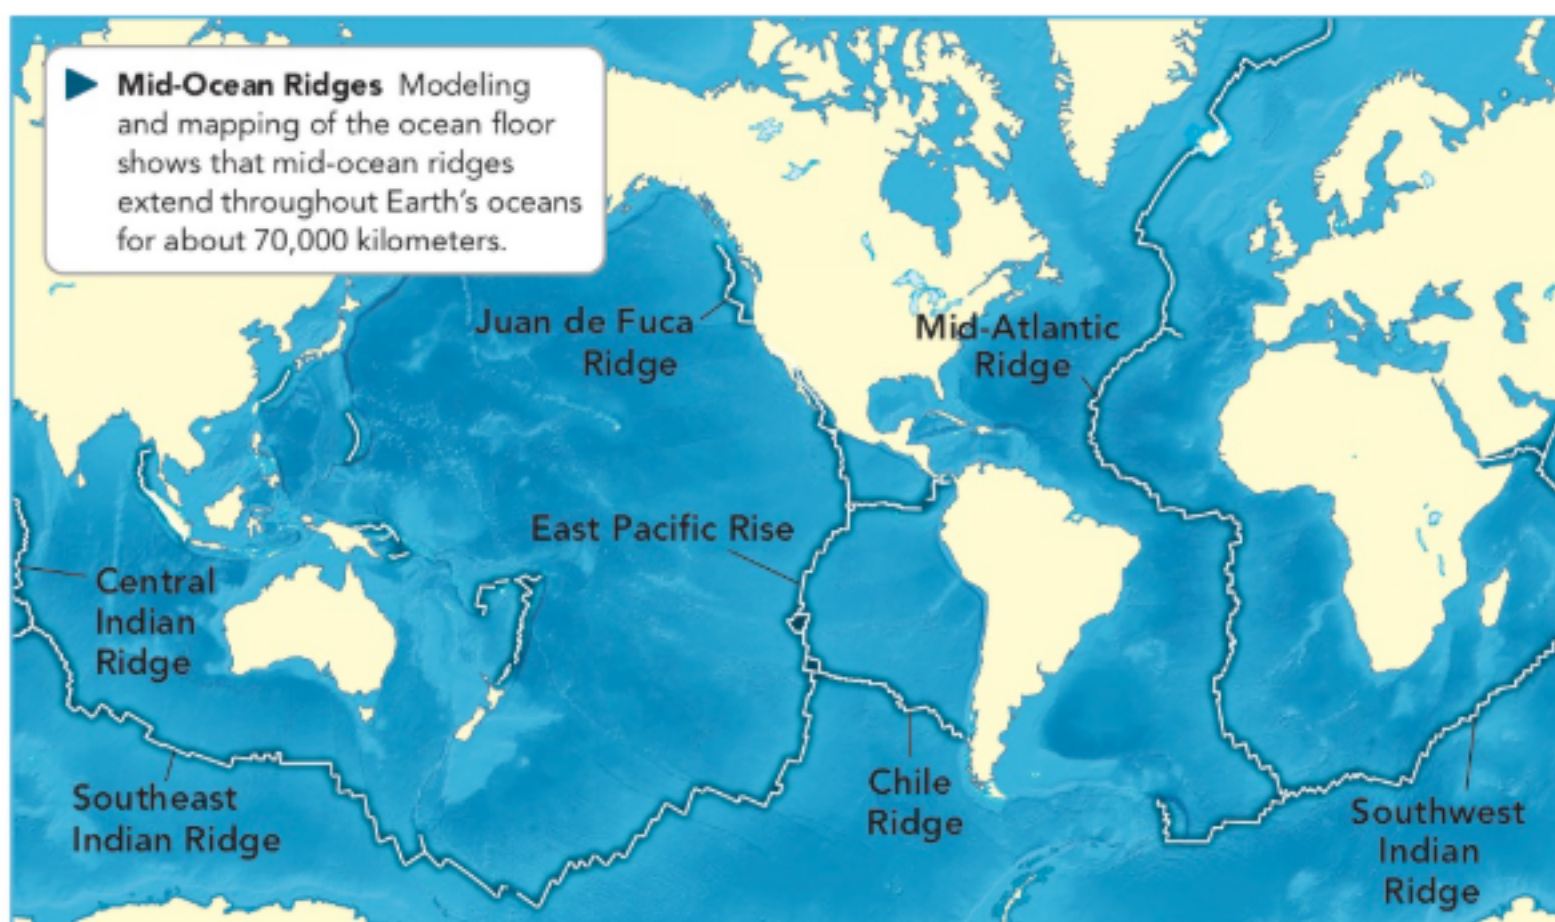 Mid-Ocean Ridges Modeling
and mapping of the ocean floor
shows that mid-ocean ridges
extend throughout Earth's oceans
for about 70,000 kilometers.
Juan de Fuca
Ridge
Mid-Atlantic
Ridge
East Pacific Rise
Central
Indian
Ridge
Southeast
Indian Ridge
Chile
Ridge
Southwest
Indian
Ridge